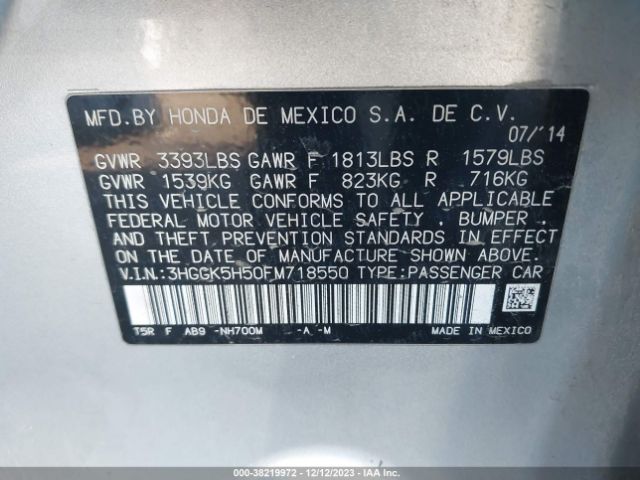 MFD.BY HONDA DE MEXICO S.A. DE C.V.
07/'14
GVWR 3393LBS GAWR F 1813LBS R 1579LBS
GVWR 1539KG GAWR F 823KG R 716KG
THIS VEHICLE CONFORMS TO ALL APPLICABLE
FEDERAL MOTOR VEHICLE SAFETY , BUMPER ,
AND THEFT PREVENTION STANDARDS IN EFFECT
ON THE DATE OF MANUFACTURE SHOWN ABOVE.
V.I.N.:3HGGK5H50FM718550 TYPE:PASSENGER CAR
T5R F AB9 -NH700M -A -M MADE IN MEXICO
000-38219972 - 12/12/2023 - IAA Inc.